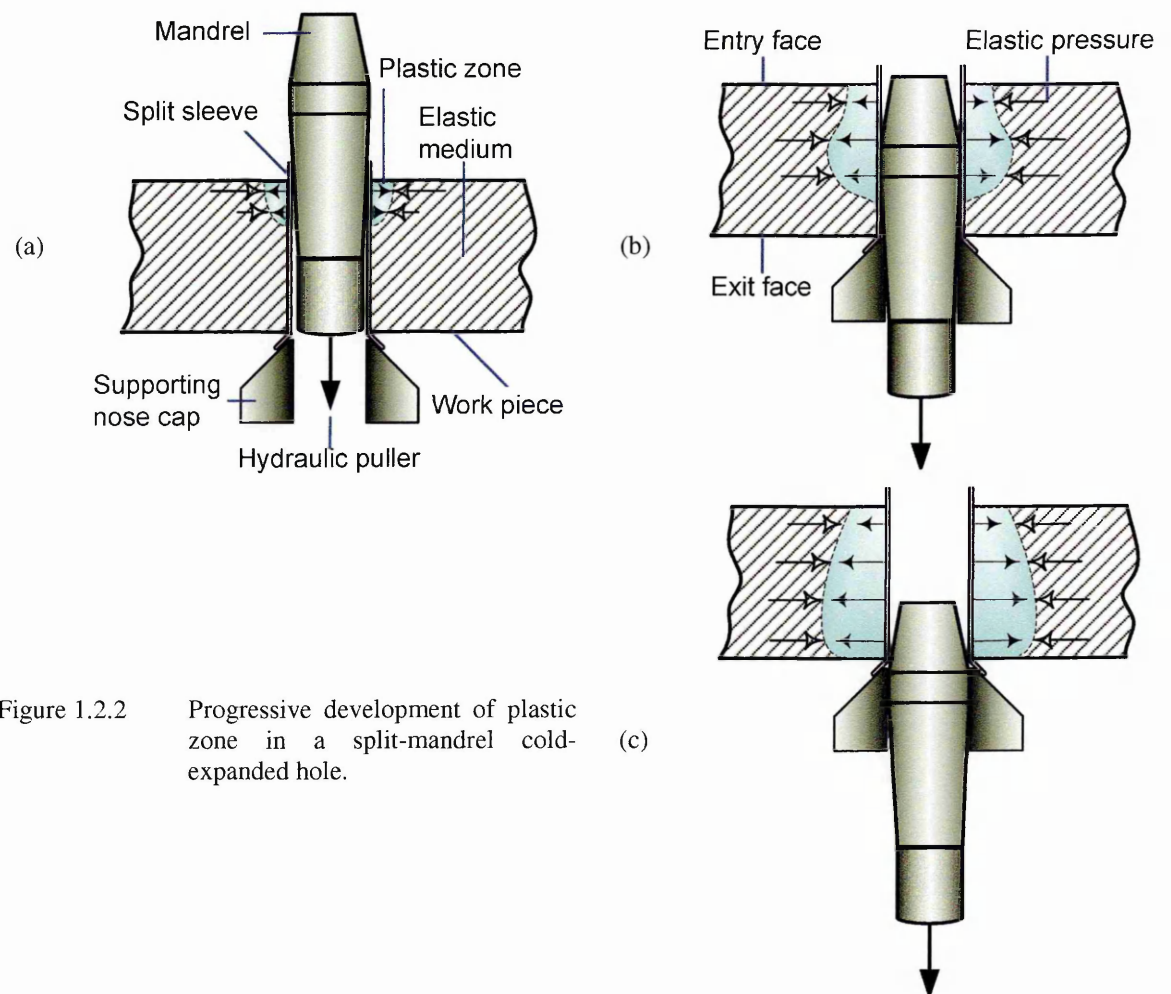 Mandrel
Plastic zone
Split sleeve
Elastic
medium
(a)
Supporting
nose cap
Work piece
Hydraulic puller
Entry face
Elastic pressure
(b)
Exit face
(c)
Figure 1.2.2 Progressive development of plastic
zone in a split-mandrel cold-
expanded hole.